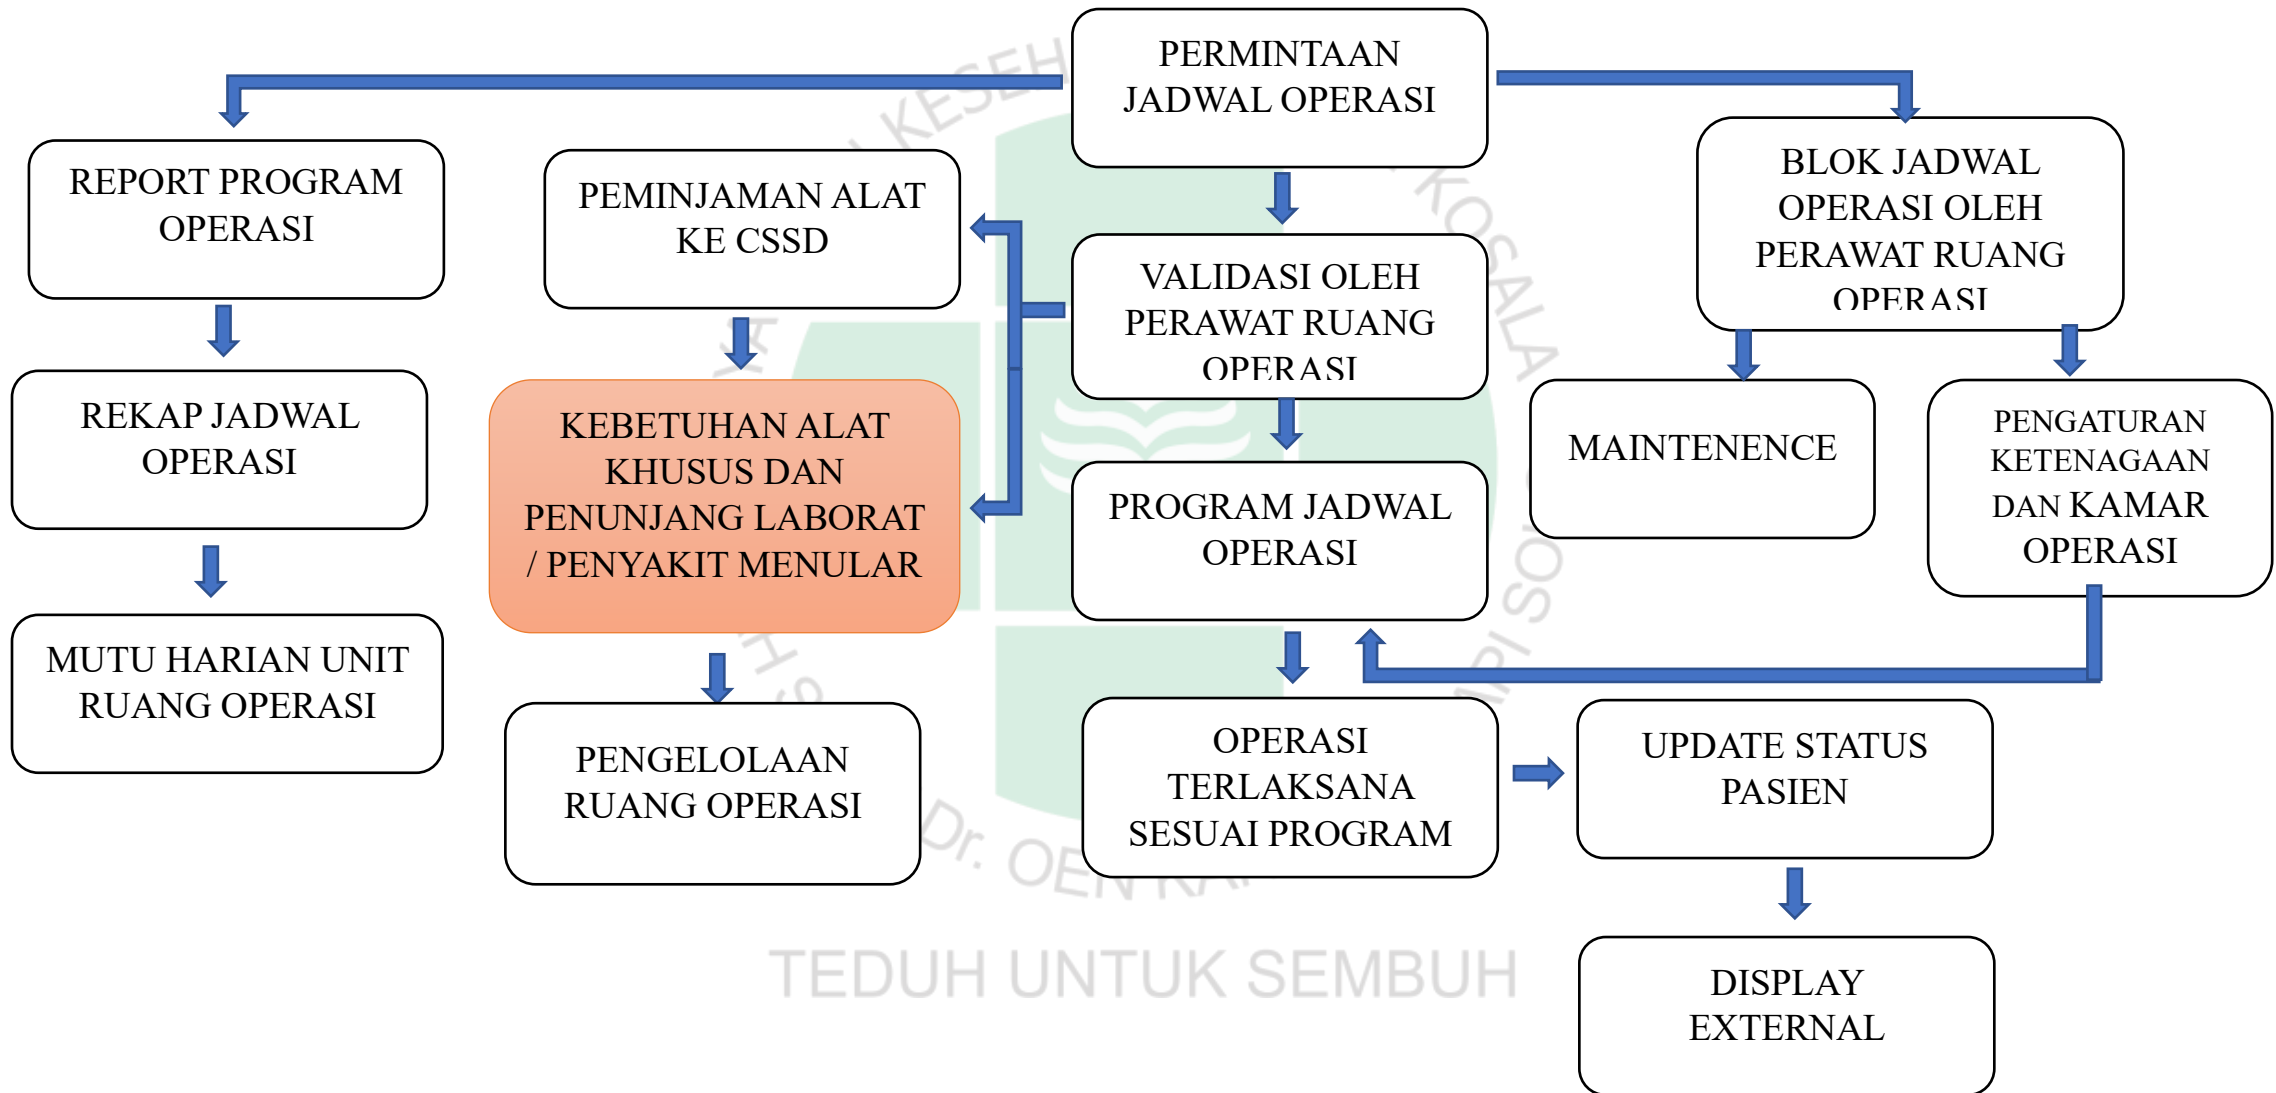 PERMINTAAN
JADWAL OPERASI
REPORT PROGRAM
OPERASI
PEMINJAMAN ALAT
KE CSSD
BLOK JADWAL
OPERASI OLEH
PERAWAT RUANG
OPERASI
VALIDASI OLEH
PERAWAT RUANG
OPERASI
REKAP JADWAL
OPERASI
KEBETUHAN ALAT
KHUSUS DAN
PENUNJANG LABORAT
/ PENYAKIT MENULAR
PROGRAM JADWAL
OPERASI
MAINTENENCE
PENGATURAN
KETENAGAAN
DAN KAMAR
OPERASI
MUTU HARIAN UNIT
RUANG OPERASI
PENGELOLAAN
RUANG OPERASI
OPERASI
TERLAKSANA
SESUAI PROGRAM
UPDATE STATUS
PASIEN
DISPLAY
EXTERNAL
KOSALA
Dr. OEN
TEDUH UNTUK SEMBUH